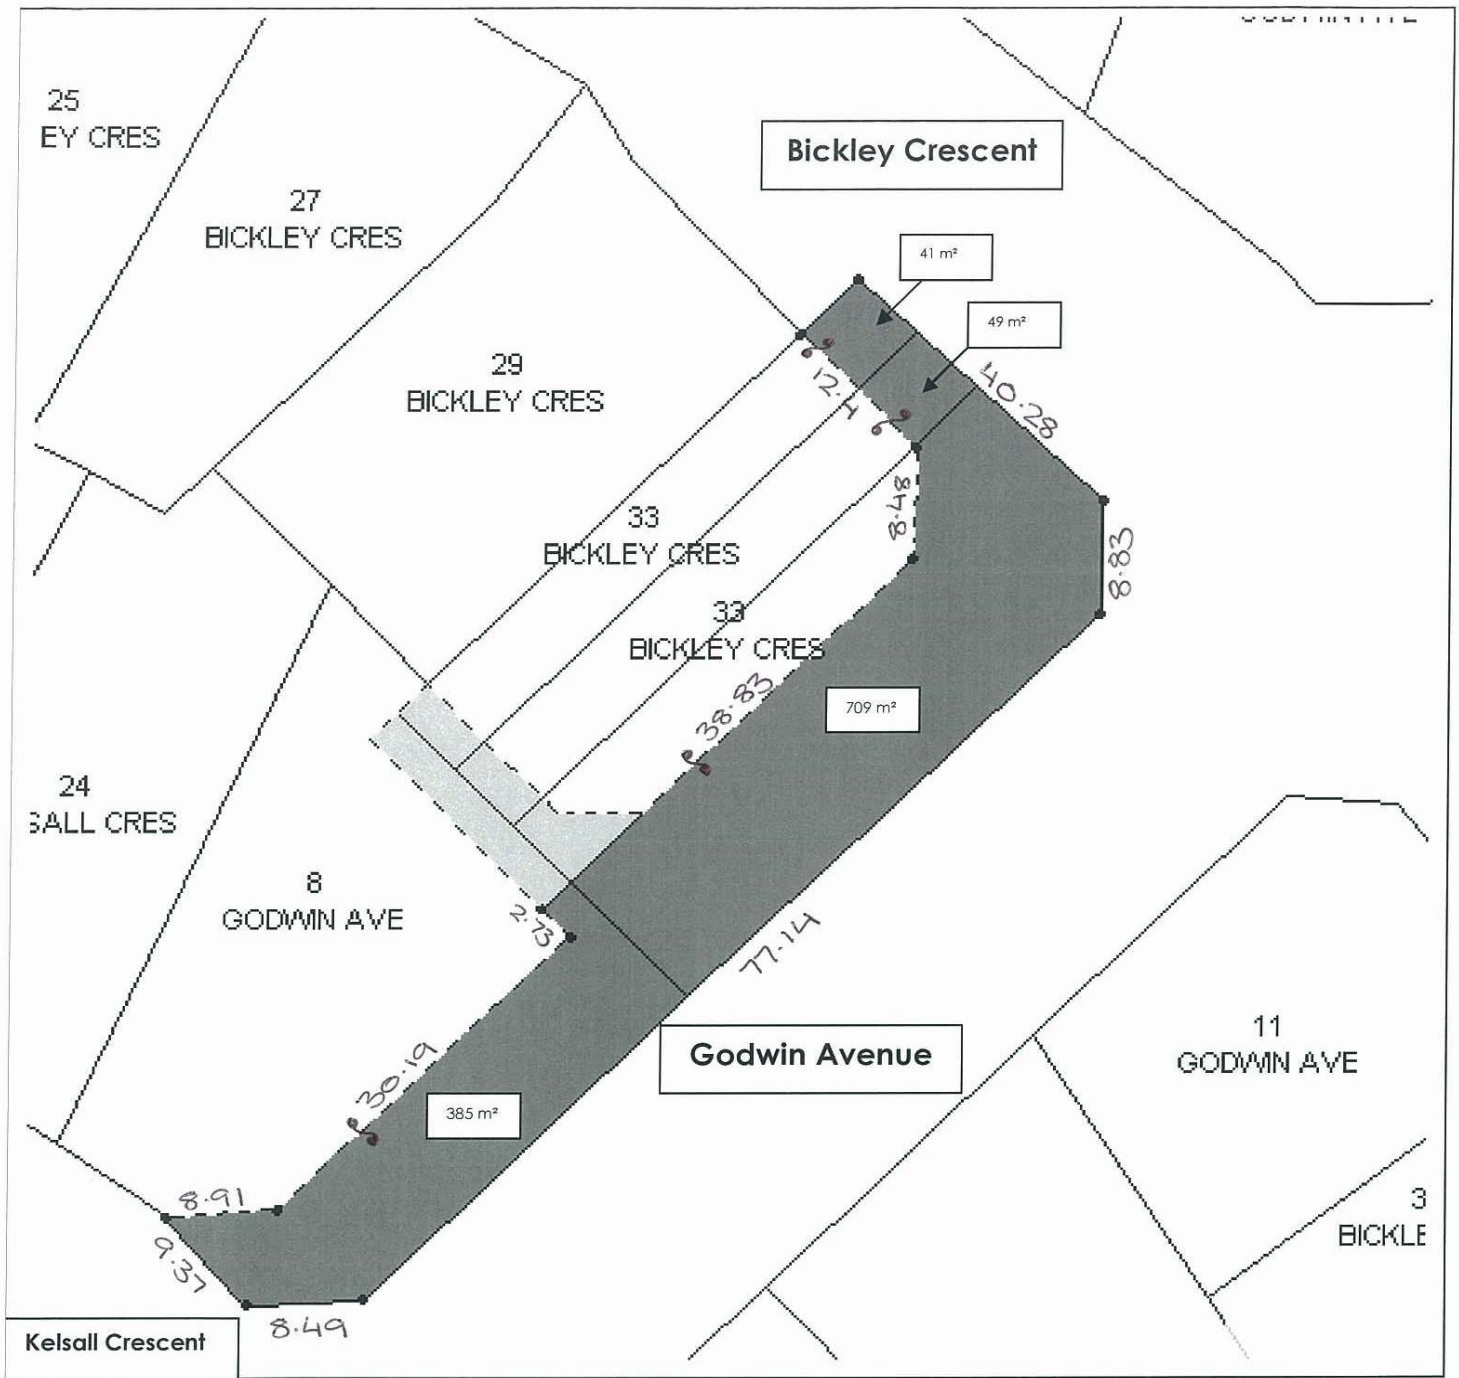 25
EY CRES
Bickley Crescent
27
BICKLEY CRES
41 m²
49 m²
29
BICKLEY CRES
12.4
40.28
8.48
33
BICKLEY CRES
8.83
33
BICKLEY CRES
38.83
709 m²
24
SALL CRES
8
GODWIN AVE
2.73
77.14
Godwin Avenue
11
GODWIN AVE
30.19
385 m²
8.91
3
BICKLE
9.37
8.49
Kelsall Crescent